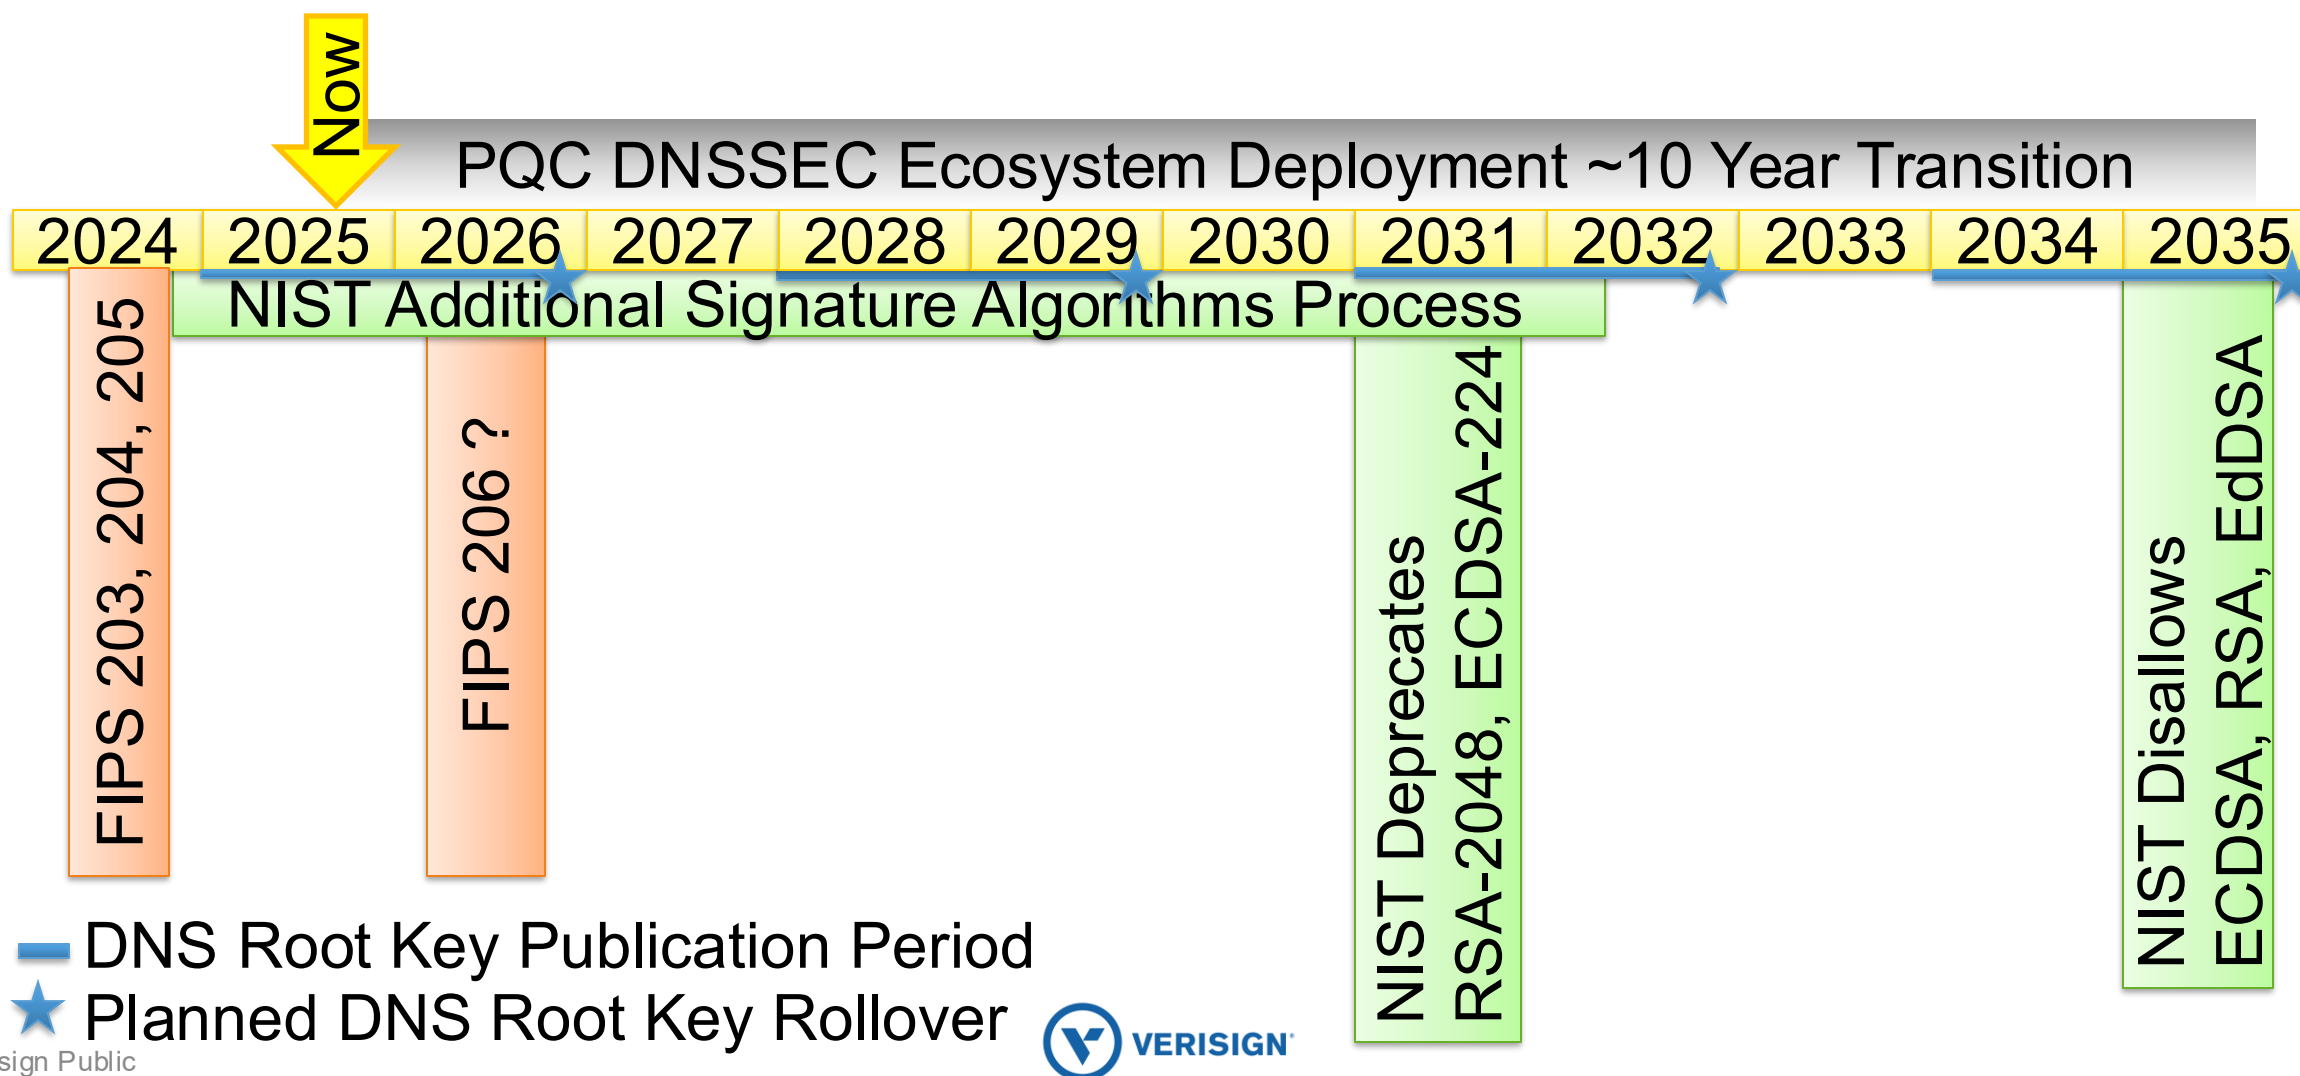 Now
PQC DNSSEC Ecosystem Deployment ~10 Year Transition
2024 2025 2026 2027 2028 2029 2030 2031 2032 2033 2034 2035
NIST Additional Signature Algorithms Process
FIPS 203, 204, 205
FIPS 206 ?
NIST Deprecates
RSA-2048, ECDSA-224
NIST Disallows
ECDSA, RSA, EdDSA
DNS Root Key Publication Period
Planned DNS Root Key Rollover
VERISIGN
sign Public